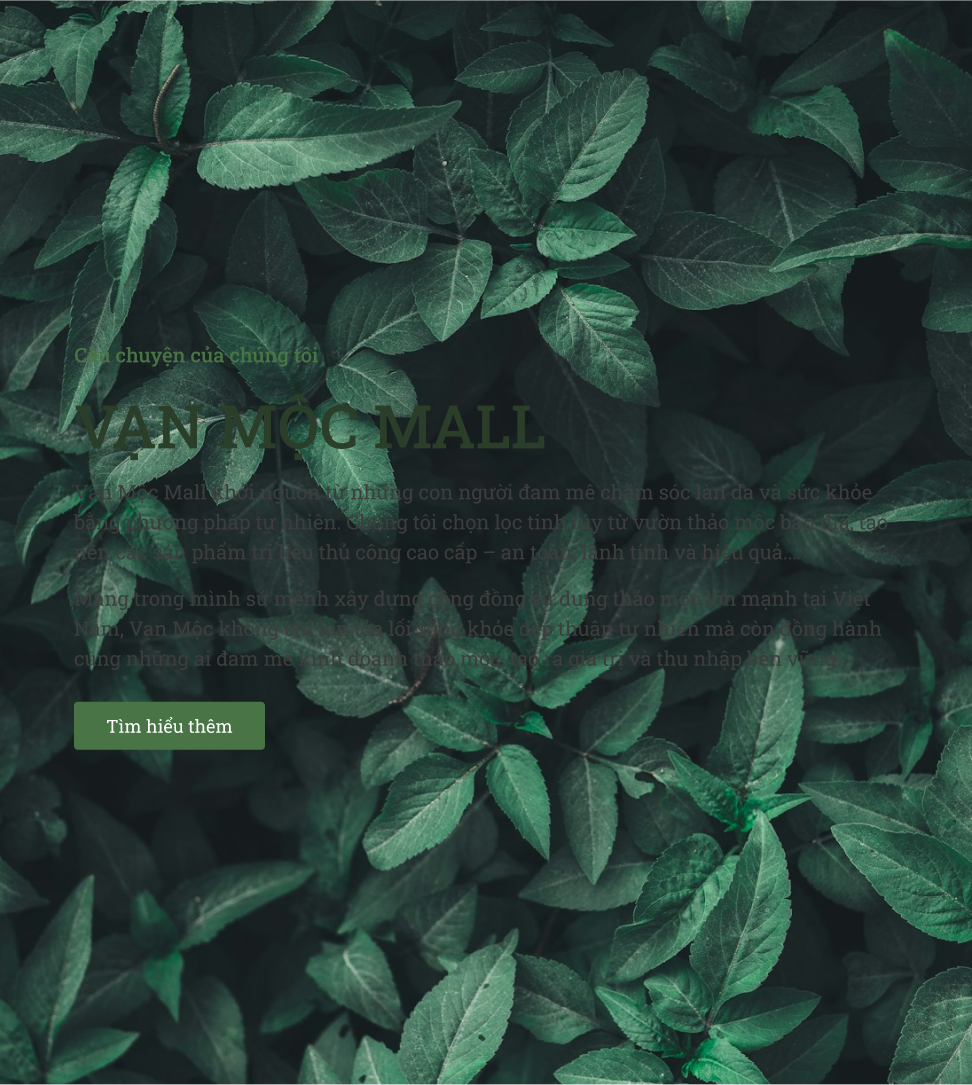 Câu chuyện của chúng tôi
VẠN MỘC MALL
Vạn Mộc Mall khởi nguồn từ những con người đam mê chăm sóc làn da và sức khỏe
bằng phương pháp tự nhiên. Chúng tôi chọn lọc tinh túy từ vườn thảo mộc bản địa, tạo
nên các sản phẩm trị liệu thủ công cao cấp – an toàn, lành tính và hiệu quả...
Mang trong mình sứ mệnh xây dựng cộng đồng sử dụng thảo mộc lớn mạnh tại Việt
Nam, Vạn Mộc không lối sống khỏe đẹp thuận tự nhiên mà còn đồng hành
cùng những ai đam mê kinh doanh thảo mộc, tạo ra giá trị và thu nhập bền vững.
Tìm hiểu thêm